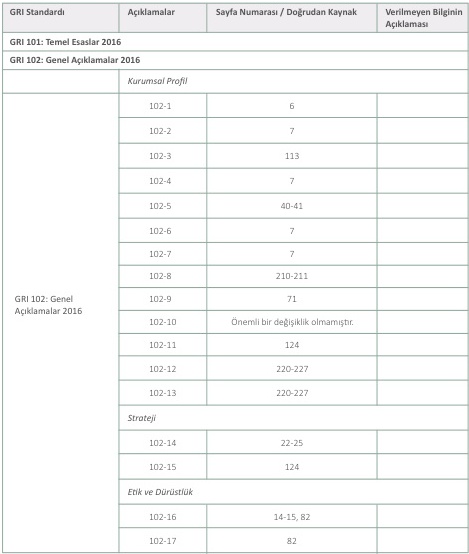 GRI Standardı Açıklamalar Sayfa Numarası / Doğrudan Kaynak Verilmeyen Bilginin Açıklaması
GRI 101: Temel Esaslar 2016
GRI 102: Genel Açıklamalar 2016
Kurumsal Profil
GRI 102: Genel Açıklamalar 2016
102-1 6
102-2 7
102-3 113
102-4 7
102-5 40-41
102-6 7
102-7 7
102-8 210-211
102-9 71
102-10 Önemli bir değişiklik olmamıştır.
102-11 124
102-12 220-227
102-13 220-227
Strateji
102-14 22-25
102-15 124
Etik ve Dürüstlük
102-16 14-15, 82
102-17 82